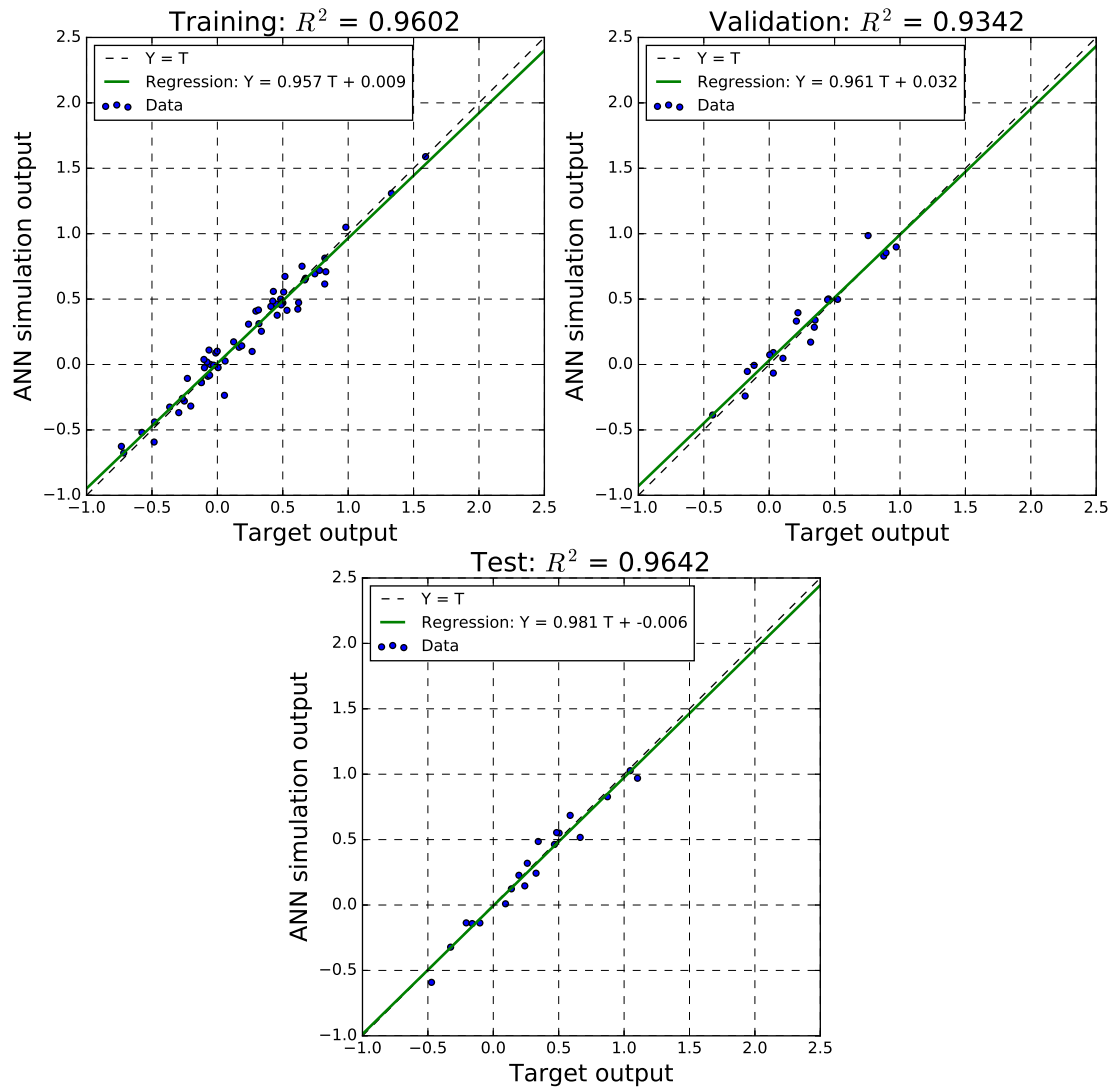 Training: R² = 0.9602
2.5
2.0
1.5
1.0
0.5
0.0
−0.5
−1.0
ANN simulation output
Y = T
Regression: Y = 0.957 T + 0.009
Data
−1.0 −0.5 0.0 0.5 1.0 1.5 2.0 2.5
Target output
Validation: R² = 0.9342
2.5
2.0
1.5
1.0
0.5
0.0
−0.5
−1.0
ANN simulation output
Y = T
Regression: Y = 0.961 T + 0.032
Data
−1.0 −0.5 0.0 0.5 1.0 1.5 2.0 2.5
Target output
Test: R² = 0.9642
2.5
2.0
1.5
1.0
0.5
0.0
−0.5
−1.0
ANN simulation output
Y = T
Regression: Y = 0.981 T + -0.006
Data
−1.0 −0.5 0.0 0.5 1.0 1.5 2.0 2.5
Target output